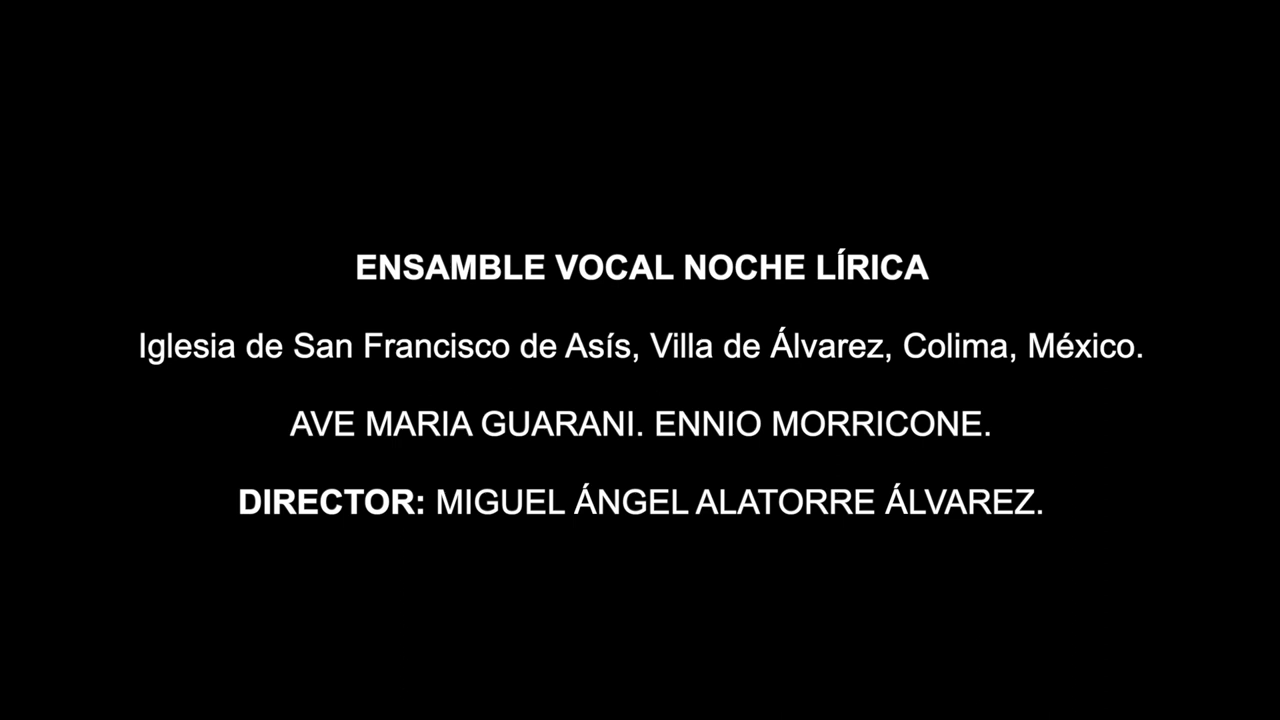 ENSAMBLE VOCAL NOCHE LÍRICA
Iglesia de San Francisco de Asís, Villa de Álvarez, Colima, México.
AVE MARIA GUARANI. ENNIO MORRICONE.
DIRECTOR: MIGUEL ÁNGEL ALATORRE ÁLVAREZ.